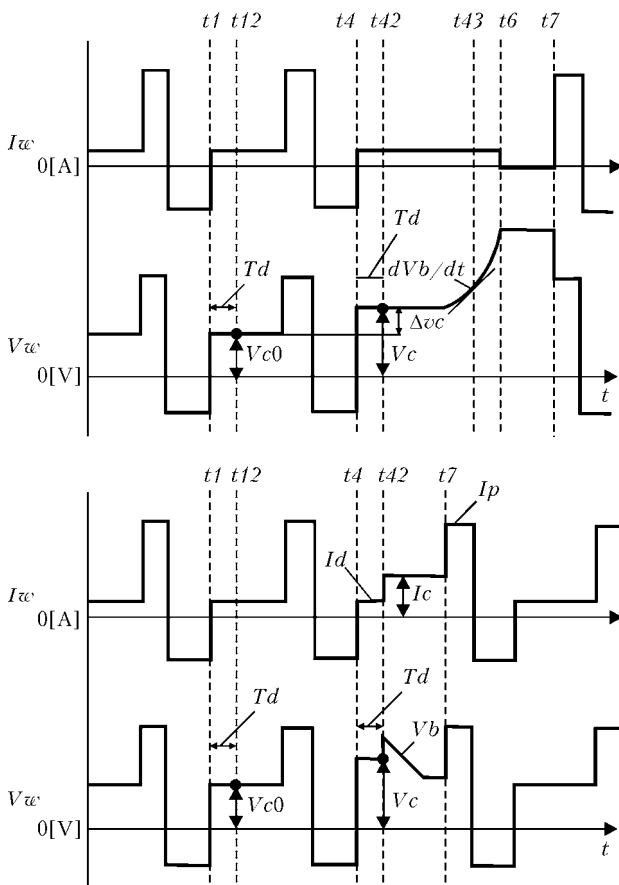 t1 t12 t4 t42 t43 t6 t7
Iw
0[A]
Td
Td
dVb/dt
Δvc
Vw
Vc0
Vc
0[V]
t
t1 t12 t4 t42 t7
Ip
Iw
Id
Ic
0[A]
Td
Td
Vb
Vw
Vc0
Vc
0[V]
t